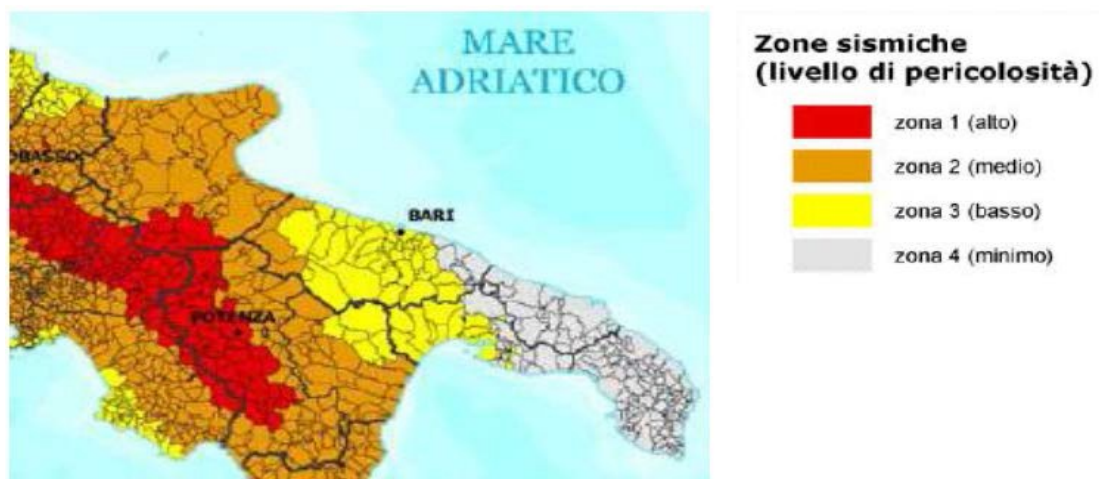 MARE
ADRIATICO
OBASSO
BARI
POTENZA
Zone sismiche
(livello di pericolosità)
zona 1 (alto)
zona 2 (medio)
zona 3 (basso)
zona 4 (minimo)